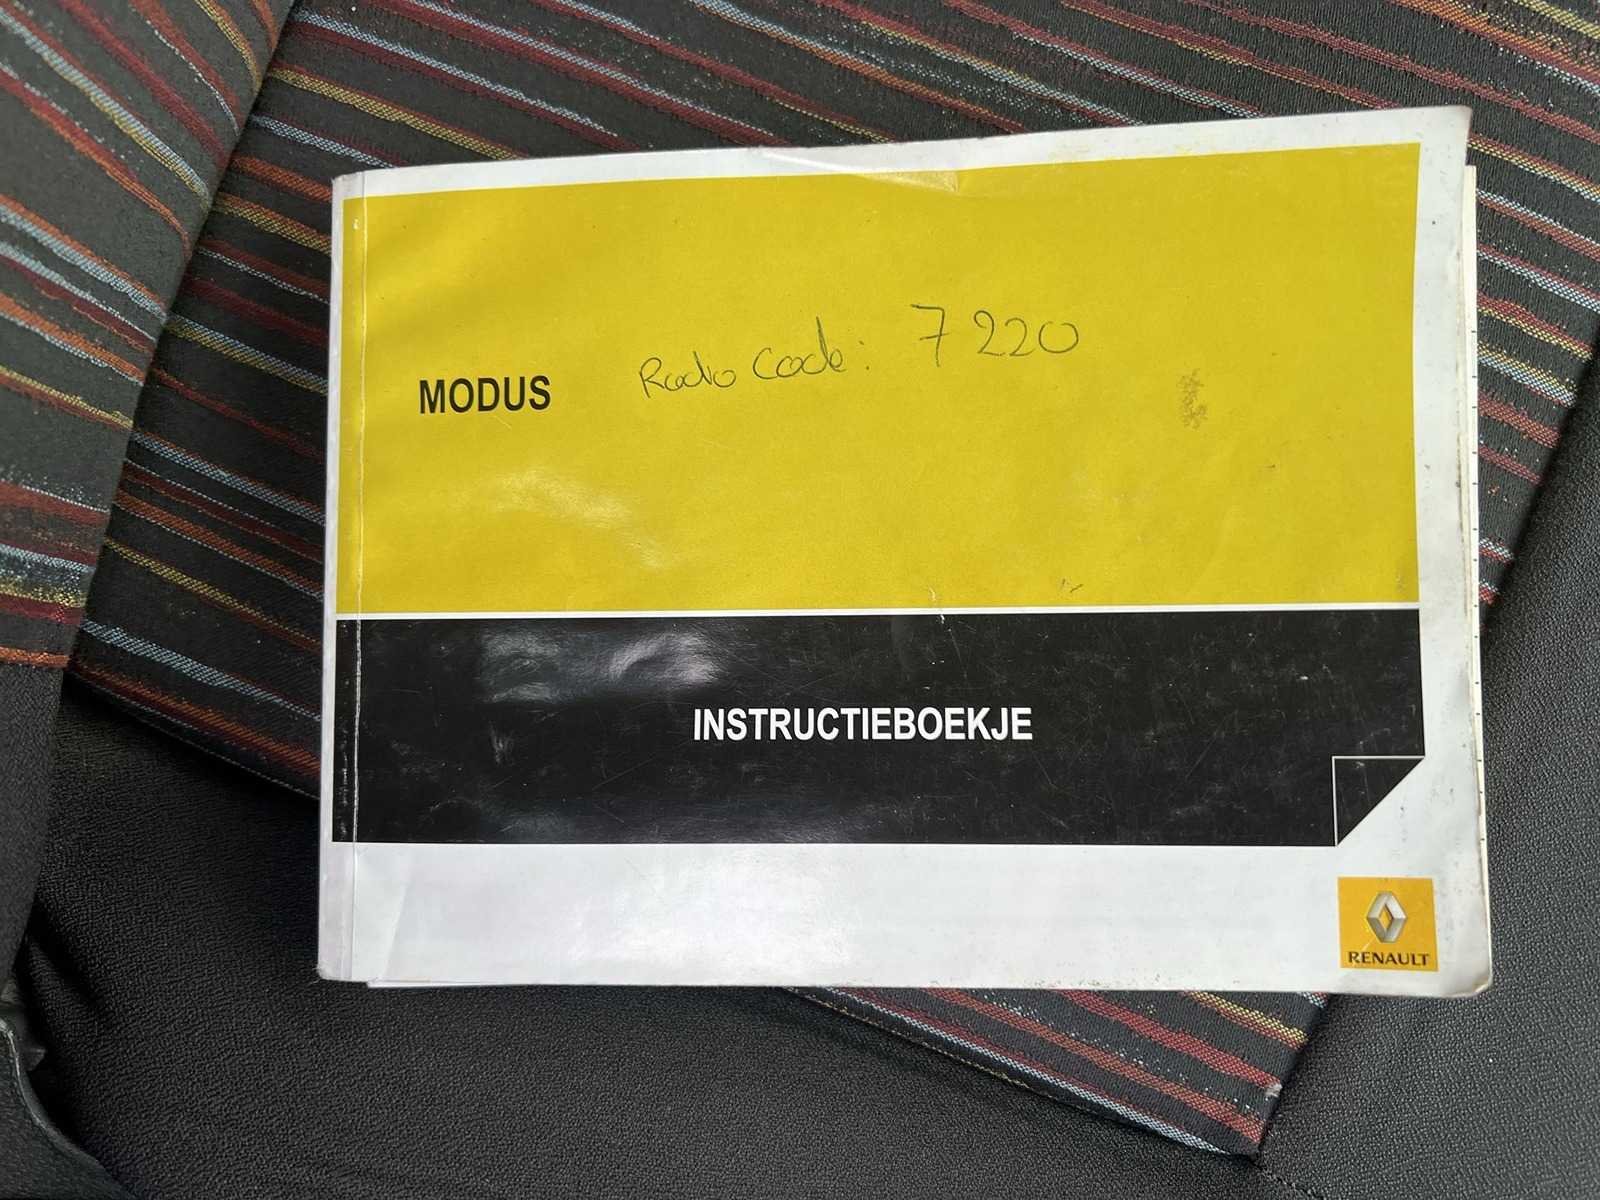 Radio Code: 7220
MODUS
INSTRUCTIEBOEKJE
RENAULT